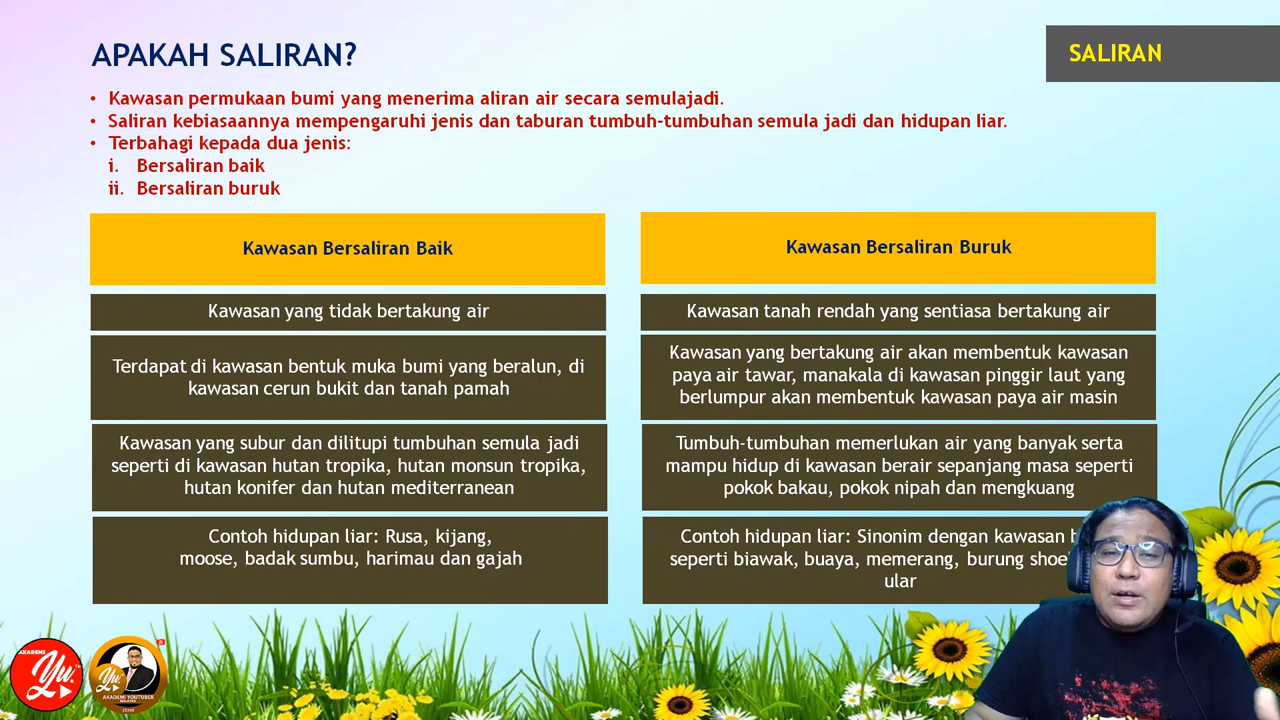 APAKAH SALIRAN?
SALIRAN
• Kawasan permukaan bumi yang menerima aliran air secara semulajadi.
• Saliran kebiasaannya mempengaruhi jenis dan taburan tumbuh-tumbuhan semula jadi dan hidupan liar.
• Terbahagi kepada dua jenis:
i. Bersaliran baik
ii. Bersaliran buruk
Kawasan Bersaliran Baik
Kawasan yang tidak bertakung air
Terdapat di kawasan bentuk muka bumi yang beralun, di
kawasan cerun bukit dan tanah pamah
Kawasan yang subur dan dilitupi tumbuhan semula jadi
seperti di kawasan hutan tropika, hutan monsun tropika,
hutan konifer dan hutan mediterranean
Contoh hidupan liar: Rusa, kijang,
moose, badak sumbu, harimau dan gajah
Kawasan Bersaliran Buruk
Kawasan tanah rendah yang sentiasa bertakung air
Kawasan yang bertakung air akan membentuk kawasan
paya air tawar, manakala di kawasan pinggir laut yang
berlumpur akan membentuk kawasan paya air masin
Tumbuh-tumbuhan memerlukan air yang banyak serta
mampu hidup di kawasan berair sepanjang masa seperti
pokok bakau, pokok nipah dan mengkuang
Contoh hidupan liar: Sinonim dengan kawasan
seperti biawak, buaya, memerang, burung
ular
AKADEMI
Yu
AKADEMI YOUTUBER